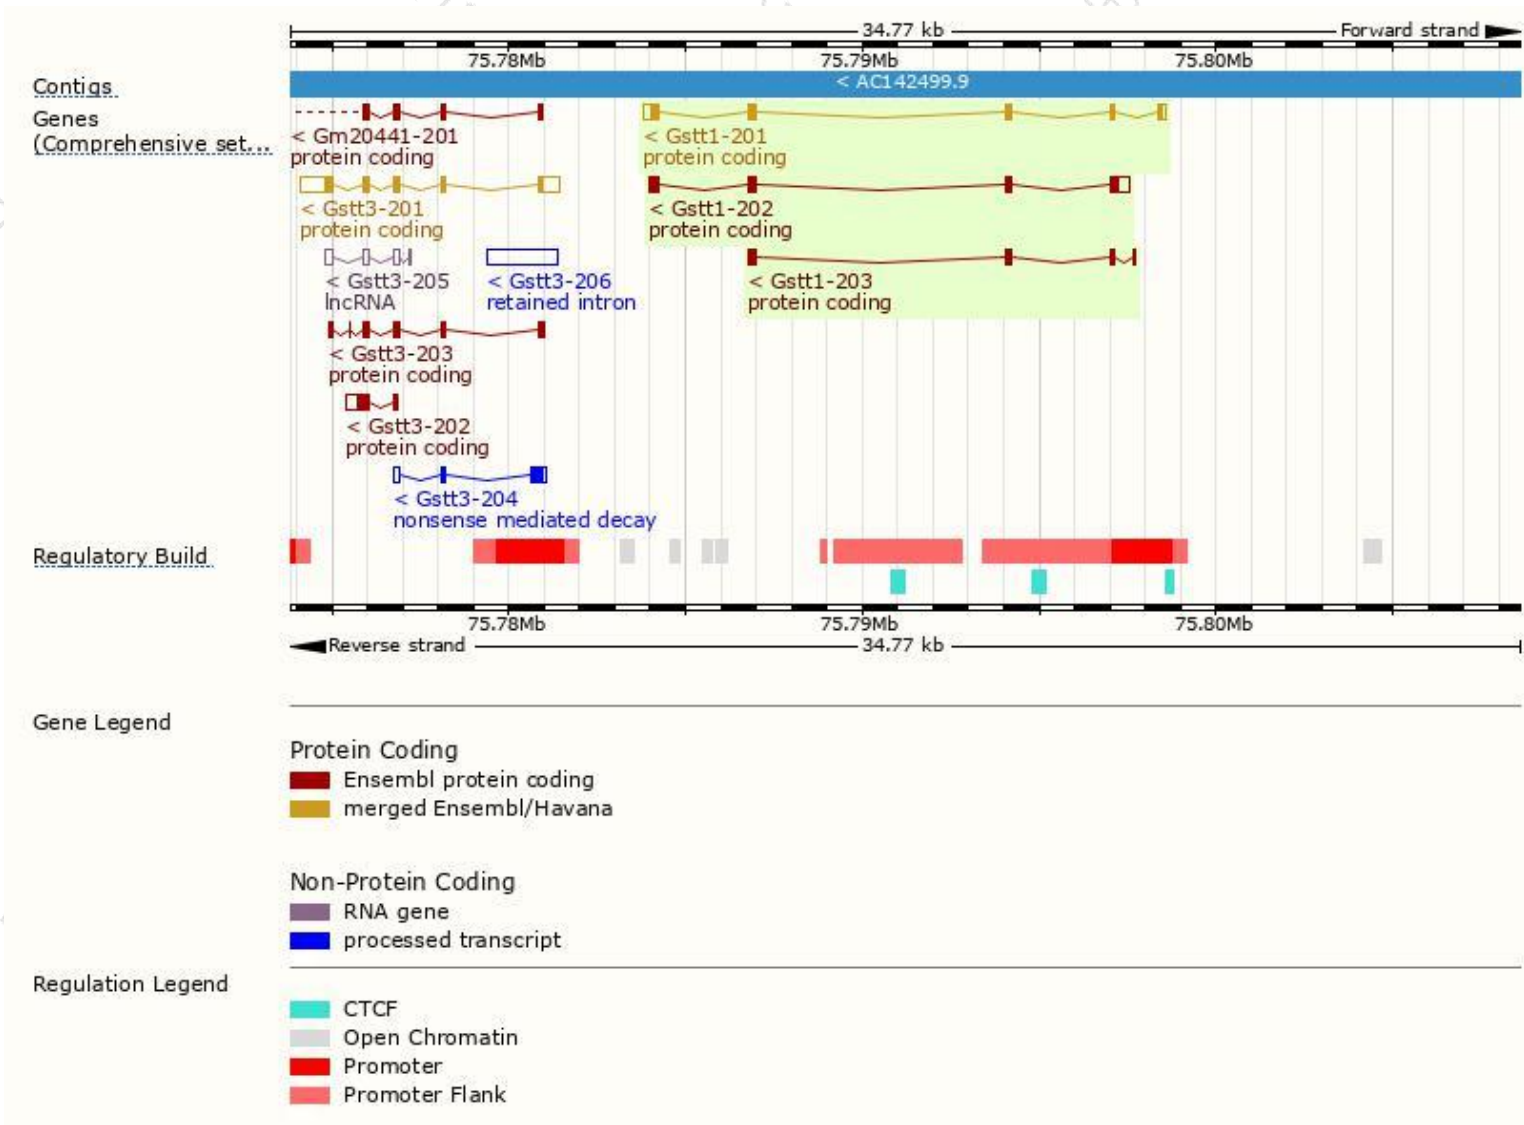 34.77 kb
Forward strand
75.78Mb 75.79Mb 75.80Mb
Contigs
< AC142499.9
Genes
(Comprehensive set...
< Gm20441-201
protein coding
< Gstt1-201
protein coding
< Gstt3-201
protein coding
< Gstt1-202
protein coding
< Gstt3-205
lncRNA
< Gstt3-206
retained intron
< Gstt1-203
protein coding
< Gstt3-203
protein coding
< Gstt3-202
protein coding
< Gstt3-204
nonsense mediated decay
Regulatory Build
75.78Mb 75.79Mb 75.80Mb
Reverse strand
34.77 kb
Gene Legend
Protein Coding
Ensembl protein coding
merged Ensembl/Havana
Non-Protein Coding
RNA gene
processed transcript
Regulation Legend
CTCF
Open Chromatin
Promoter
Promoter Flank